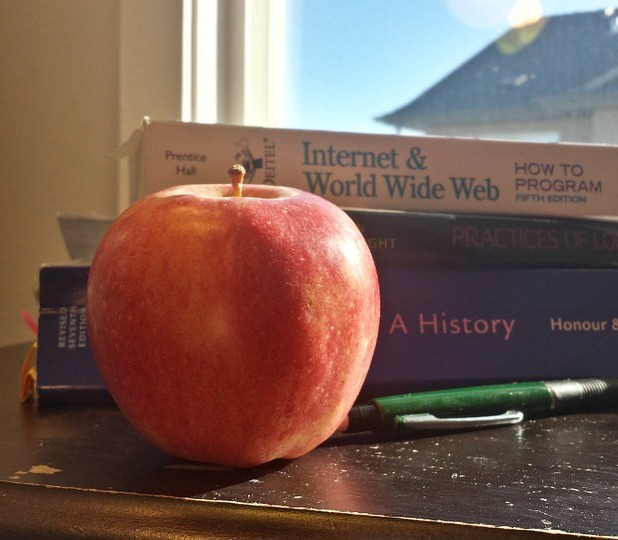 Prentice
Hall
DEITEL
Internet &
World Wide Web
HOW TO
PROGRAM
FIFTH EDITION
GHT
PRACTICES OF LO
REVISED
SEVENTH
EDITION
A History
Honour &